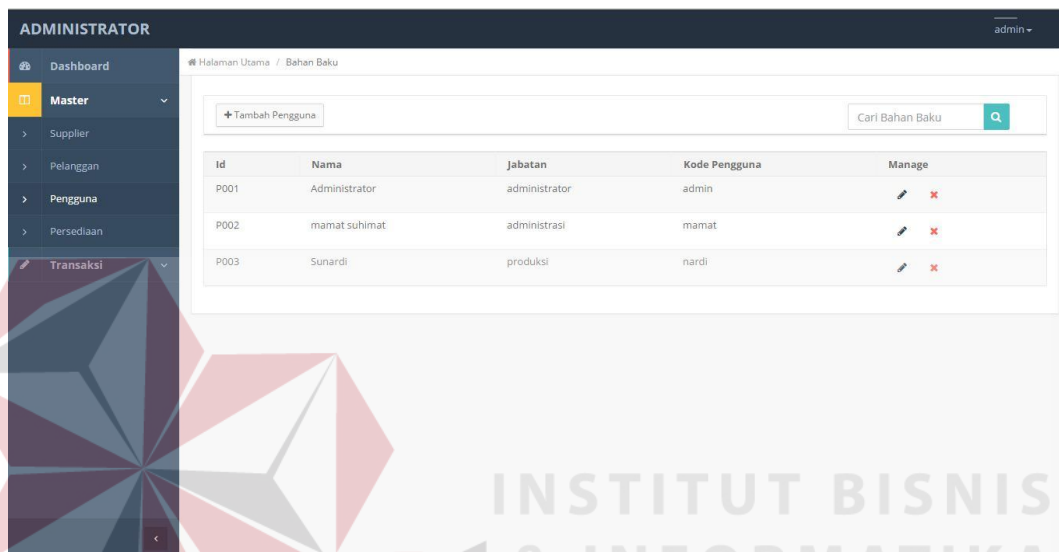 ADMINISTRATOR
admin
Dashboard
Halaman Utama / Bahan Baku
Master
+ Tambah Pengguna
Cari Bahan Baku
Supplier
Pelanggan
Id Nama Jabatan Kode Pengguna Manage
P001 Administrator administrator admin
Pengguna
P002 mamat suhimat administrasi mamat
Persediaan
P003 Sunardi produksi nardi
Transaksi
INSTITUT BISNIS
& INFORMATIKA